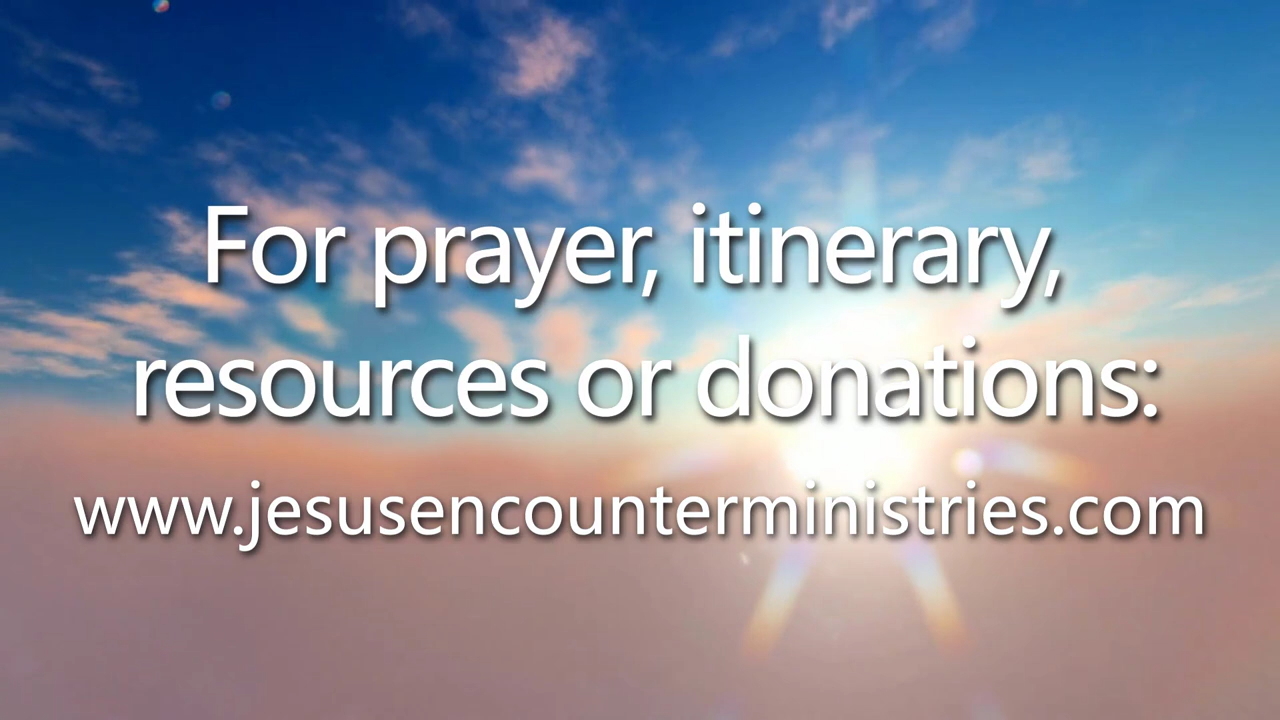 For prayer, itinerary,
resources or donations:
www.jesusencounterministries.com